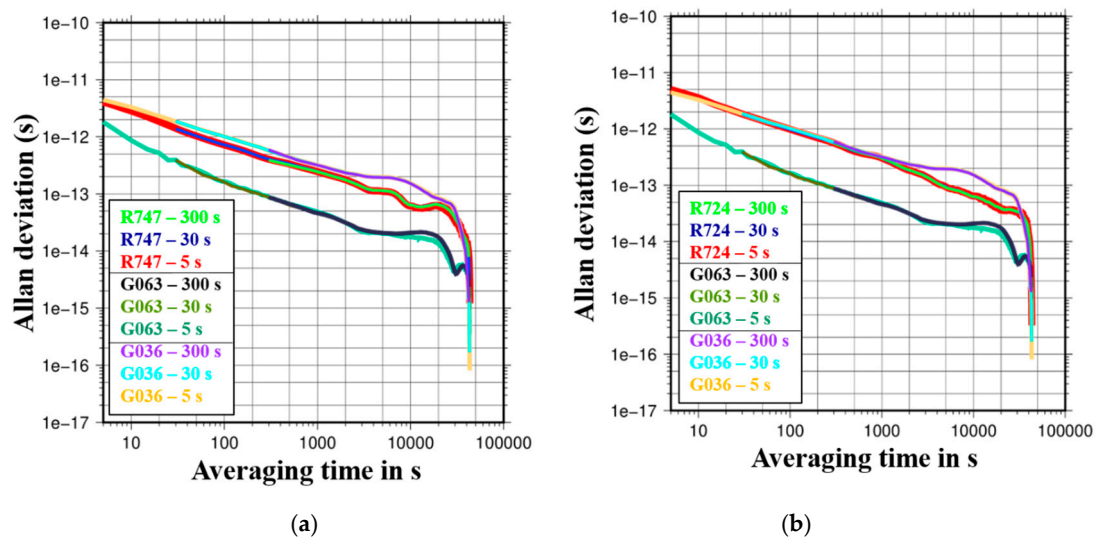 1e−10
1e−11
1e−12
1e−13
1e−14
1e−15
1e−16
1e−17
Allan deviation (s)
R747 – 300 s
R747 – 30 s
R747 – 5 s
G063 – 300 s
G063 – 30 s
G063 – 5 s
G036 – 300 s
G036 – 30 s
G036 – 5 s
10 100 1000 10000 100000
Averaging time in s
(a)
1e−10
1e−11
1e−12
1e−13
1e−14
1e−15
1e−16
1e−17
Allan deviation (s)
R724 – 300 s
R724 – 30 s
R724 – 5 s
G063 – 300 s
G063 – 30 s
G063 – 5 s
G036 – 300 s
G036 – 30 s
G036 – 5 s
10 100 1000 10000 100000
Averaging time in s
(b)